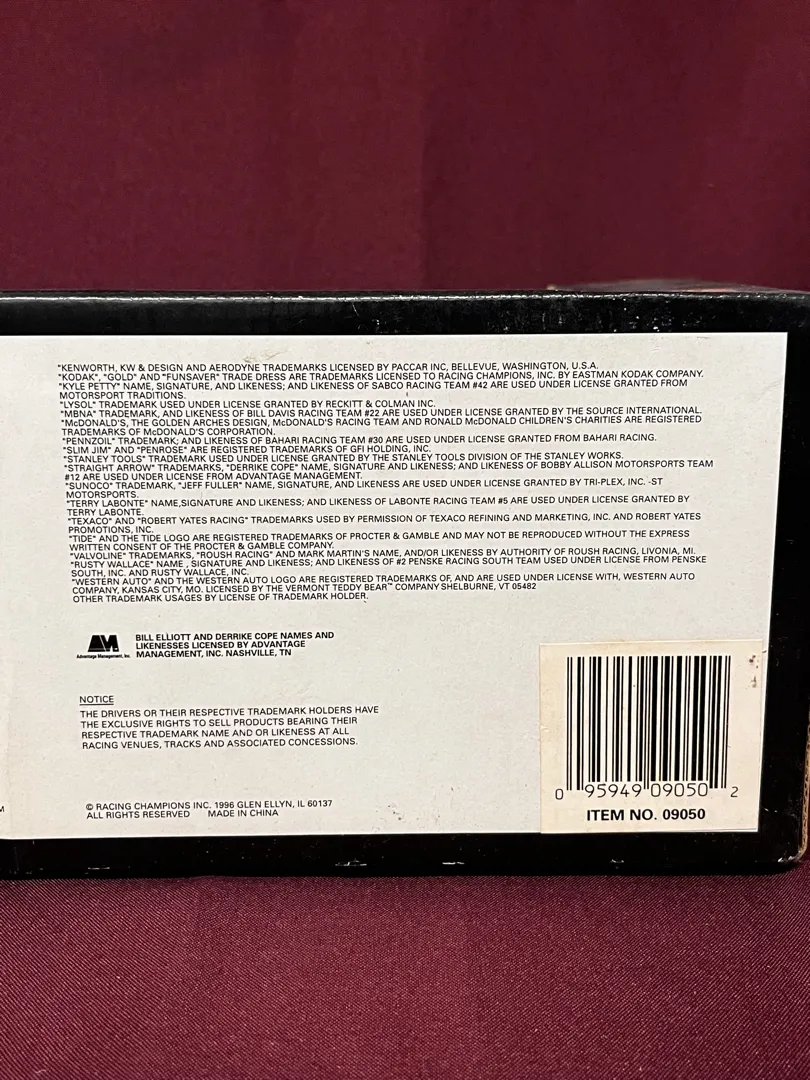 "KENWORTH, KW & DESIGN AND AERODYNE TRADEMARKS LICENSED BY PACCAR INC, BELLEVUE, WASHINGTON, U.S.A.
"KODAK", "GOLD" AND "FUNSAVER" TRADE DRESS ARE TRADEMARKS LICENSED TO RACING CHAMPIONS, INC. BY EASTMAN KODAK COMPANY.
"KYLE PETTY" NAME, SIGNATURE, AND LIKENESS; AND LIKENESS OF SABCO RACING TEAM #42 ARE USED UNDER LICENSE GRANTED FROM
MOTORSPORT TRADITIONS.
"LYSOL" TRADEMARK USED UNDER LICENSE GRANTED BY RECKITT & COLMAN INC.
"MBNA" TRADEMARK, AND LIKENESS OF BILL DAVIS RACING TEAM #22 ARE USED UNDER LICENSE GRANTED BY THE SOURCE INTERNATIONAL.
"McDONALD'S, THE GOLDEN ARCHES DESIGN, McDONALD'S RACING TEAM AND RONALD McDONALD CHILDREN'S CHARITIES ARE REGISTERED
TRADEMARKS OF McDONALD'S CORPORATION.
"PENNZOIL" TRADEMARK; AND LIKENESS OF BAHARI RACING TEAM #30 ARE USED UNDER LICENSE GRANTED FROM BAHARI RACING.
"SLIM JIM" AND "PENROSE" ARE REGISTERED TRADEMARKS OF GFI HOLDING, INC.
"STANLEY TOOLS" TRADEMARK USED UNDER LICENSE GRANTED BY THE STANLEY TOOLS DIVISION OF THE STANLEY WORKS.
"STRAIGHT ARROW" TRADEMARKS, "DERRIKE COPE" NAME, SIGNATURE AND LIKENESS; AND LIKENESS OF BOBBY ALLISON MOTORSPORTS TEAM
#12 ARE USED UNDER LICENSE FROM ADVANTAGE MANAGEMENT.
"SUNOCO" TRADEMARK, "JEFF FULLER" NAME, SIGNATURE, AND LIKENESS ARE USED UNDER LICENSE GRANTED BY TRI-PLEX, INC. -ST
MOTORSPORTS.
"TERRY LABONTE" NAME,SIGNATURE AND LIKENESS; AND LIKENESS OF LABONTE RACING TEAM #5 ARE USED UNDER LICENSE GRANTED BY
TERRY LABONTE.
"TEXACO" AND "ROBERT YATES RACING" TRADEMARKS USED BY PERMISSION OF TEXACO REFINING AND MARKETING, INC. AND ROBERT YATES
PROMOTIONS, INC.
"TIDE" AND THE TIDE LOGO ARE REGISTERED TRADEMARKS OF PROCTER & GAMBLE AND MAY NOT BE REPRODUCED WITHOUT THE EXPRESS
WRITTEN CONSENT OF THE PROCTER & GAMBLE COMPANY.
"VALVOLINE" TRADEMARKS, "ROUSH RACING" AND MARK MARTIN'S NAME, AND/OR LIKENESS BY AUTHORITY OF ROUSH RACING, LIVONIA, MI.
"RUSTY WALLACE" NAME , SIGNATURE AND LIKENESS; AND LIKENESS OF #2 PENSKE RACING SOUTH TEAM USED UNDER LICENSE FROM PENSKE
SOUTH, INC. AND RUSTY WALLACE, INC.
"WESTERN AUTO" AND THE WESTERN AUTO LOGO ARE REGISTERED TRADEMARKS OF, AND ARE USED UNDER LICENSE WITH, WESTERN AUTO
COMPANY, KANSAS CITY, MO. LICENSED BY THE VERMONT TEDDY BEAR™ COMPANY SHELBURNE, VT 05482
OTHER TRADEMARK USAGES BY LICENSE OF TRADEMARK HOLDER.
AM
Advantage Management, Inc.
BILL ELLIOTT AND DERRIKE COPE NAMES AND
LIKENESSES LICENSED BY ADVANTAGE
MANAGEMENT, INC. NASHVILLE, TN
NOTICE
THE DRIVERS OR THEIR RESPECTIVE TRADEMARK HOLDERS HAVE
THE EXCLUSIVE RIGHTS TO SELL PRODUCTS BEARING THEIR
RESPECTIVE TRADEMARK NAME AND OR LIKENESS AT ALL
RACING VENUES, TRACKS AND ASSOCIATED CONCESSIONS.
© RACING CHAMPIONS INC. 1996 GLEN ELLYN, IL 60137
ALL RIGHTS RESERVED MADE IN CHINA
0 95949 09050 2
ITEM NO. 09050